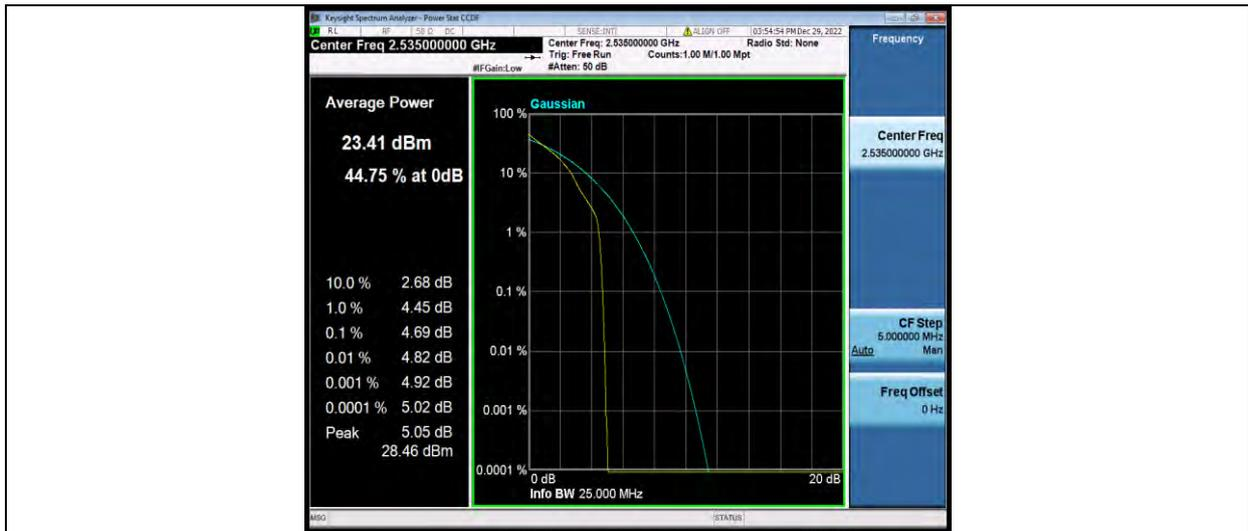 Keysight Spectrum Analyzer - Power Stat CCDF
RL RF 50 Ω DC SENSE:INT ALIGN OFF 03:54:54 PM Dec 29, 2022
Center Freq 2.535000000 GHz
Center Freq: 2.535000000 GHz Radio Std: None
Trig: Free Run Counts:1.00 M/1.00 Mpt
#IFGain:Low #Atten: 50 dB
Frequency
Average Power
23.41 dBm
44.75 % at 0dB
10.0 % 2.68 dB
1.0 % 4.45 dB
0.1 % 4.69 dB
0.01 % 4.82 dB
0.001 % 4.92 dB
0.0001 % 5.02 dB
Peak 5.05 dB
28.46 dBm
Gaussian
100 %
10 %
1 %
0.1 %
0.01 %
0.001 %
0.0001 %
0 dB 20 dB
Info BW 25.000 MHz
Center Freq
2.535000000 GHz
CF Step
5.000000 MHz
Auto Man
Freq Offset
0 Hz
MSG STATUS